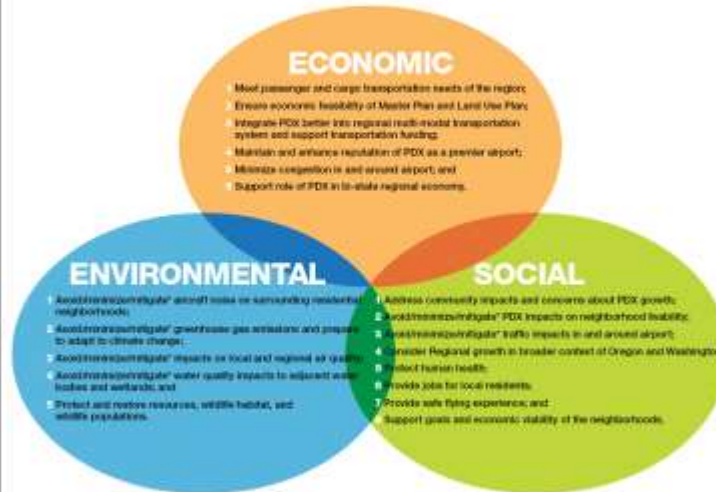 ECONOMIC
1 Meet passenger and cargo transportation needs of the region;
2 Ensure economic feasibility of Master Plan and Land Use Plan;
3 Integrate PDX better into regional multi-modal transportation
system and support transportation funding;
4 Maintain and enhance reputation of PDX as a premier airport;
5 Minimize congestion in and around airport; and
6 Support role of PDX in bi-state regional economy.
ENVIRONMENTAL
1 Avoid/minimize/mitigate* aircraft noise on surrounding residential
neighborhoods;
2 Avoid/minimize/mitigate* greenhouse gas emissions and prepare
to adapt to climate change;
3 Avoid/minimize/mitigate* impacts on local and regional air quality;
4 Avoid/minimize/mitigate* water quality impacts to adjacent water
bodies and wetlands; and
5 Protect and restore resources, wildlife habitat, and
wildlife populations.
SOCIAL
1 Address community impacts and concerns about PDX growth;
2 Avoid/minimize/mitigate* PDX impacts on neighborhood livability;
3 Avoid/minimize/mitigate* traffic impacts in and around airport;
4 Consider Regional growth in broader context of Oregon and Washington
5 Protect human health;
6 Provide jobs for local residents;
7 Provide safe flying experience; and
8 Support goals and economic viability of the neighborhoods.